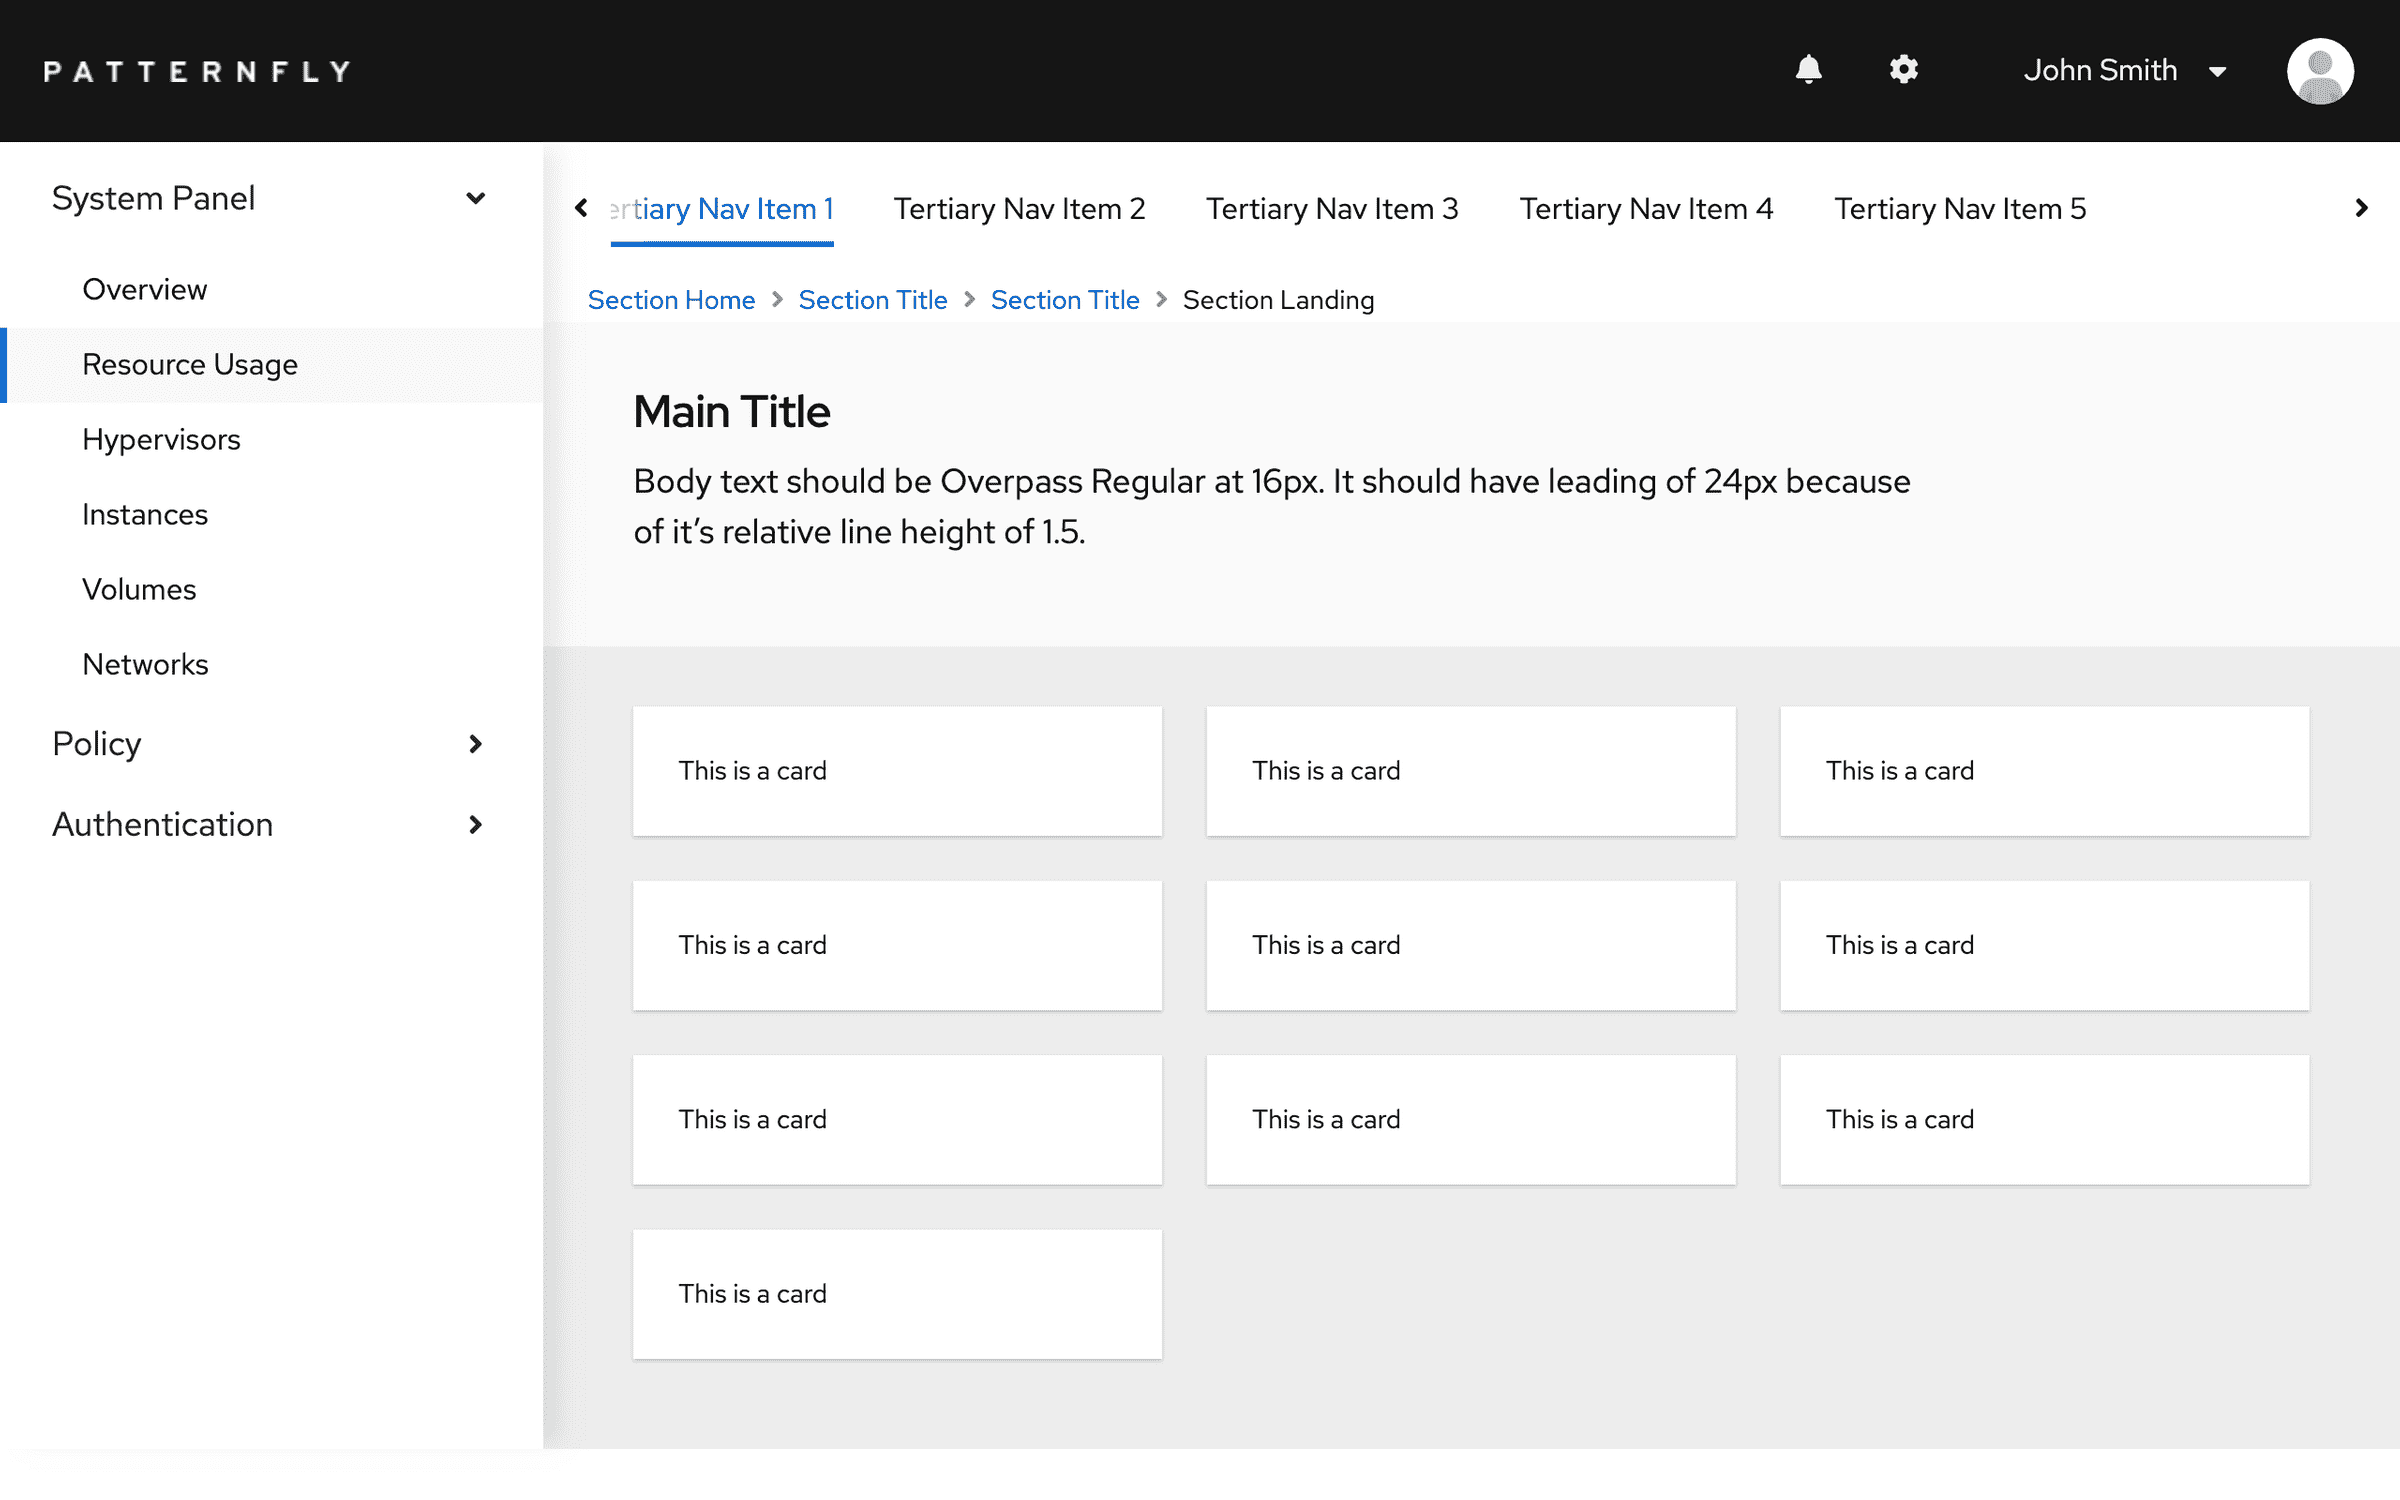 PATTERNFLY
John Smith
System Panel
Overview
Resource Usage
Hypervisors
Instances
Volumes
Networks
Policy
Authentication
ertiary Nav Item 1
Tertiary Nav Item 2
Tertiary Nav Item 3
Tertiary Nav Item 4
Tertiary Nav Item 5
Section Home > Section Title > Section Title > Section Landing
Main Title
Body text should be Overpass Regular at 16px. It should have leading of 24px because
of it’s relative line height of 1.5.
This is a card
This is a card
This is a card
This is a card
This is a card
This is a card
This is a card
This is a card
This is a card
This is a card